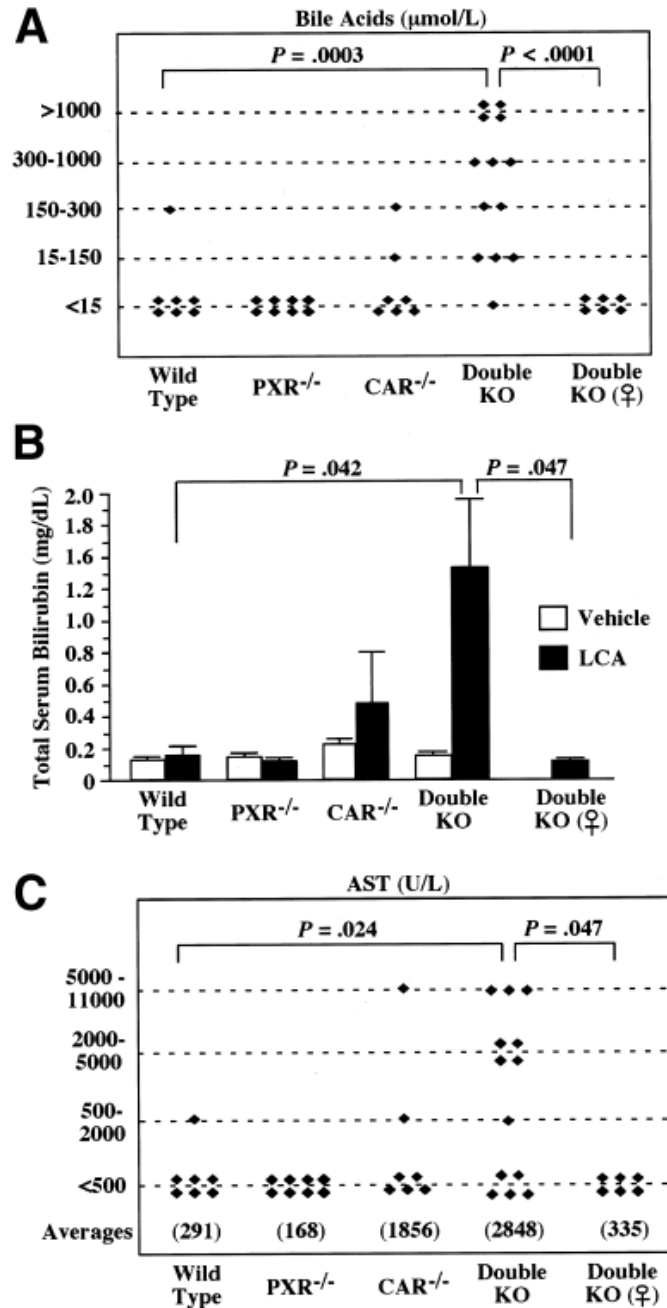 A
Bile Acids (μmol/L)
P = .0003
P < .0001
>1000
300-1000
150-300
15-150
<15
Wild Type
PXR-/-
CAR-/-
Double KO
Double KO (♀)
B
P = .042
P = .047
Total Serum Bilirubin (mg/dL)
2.0
1.8
1.6
1.4
1.2
1.0
0.8
0.6
0.4
0.2
0
Vehicle
LCA
Wild Type
PXR-/-
CAR-/-
Double KO
Double KO (♀)
C
AST (U/L)
P = .024
P = .047
5000 - 11000
2000- 5000
500- 2000
<500
Averages (291) (168) (1856) (2848) (335)
Wild Type
PXR-/-
CAR-/-
Double KO
Double KO (♀)